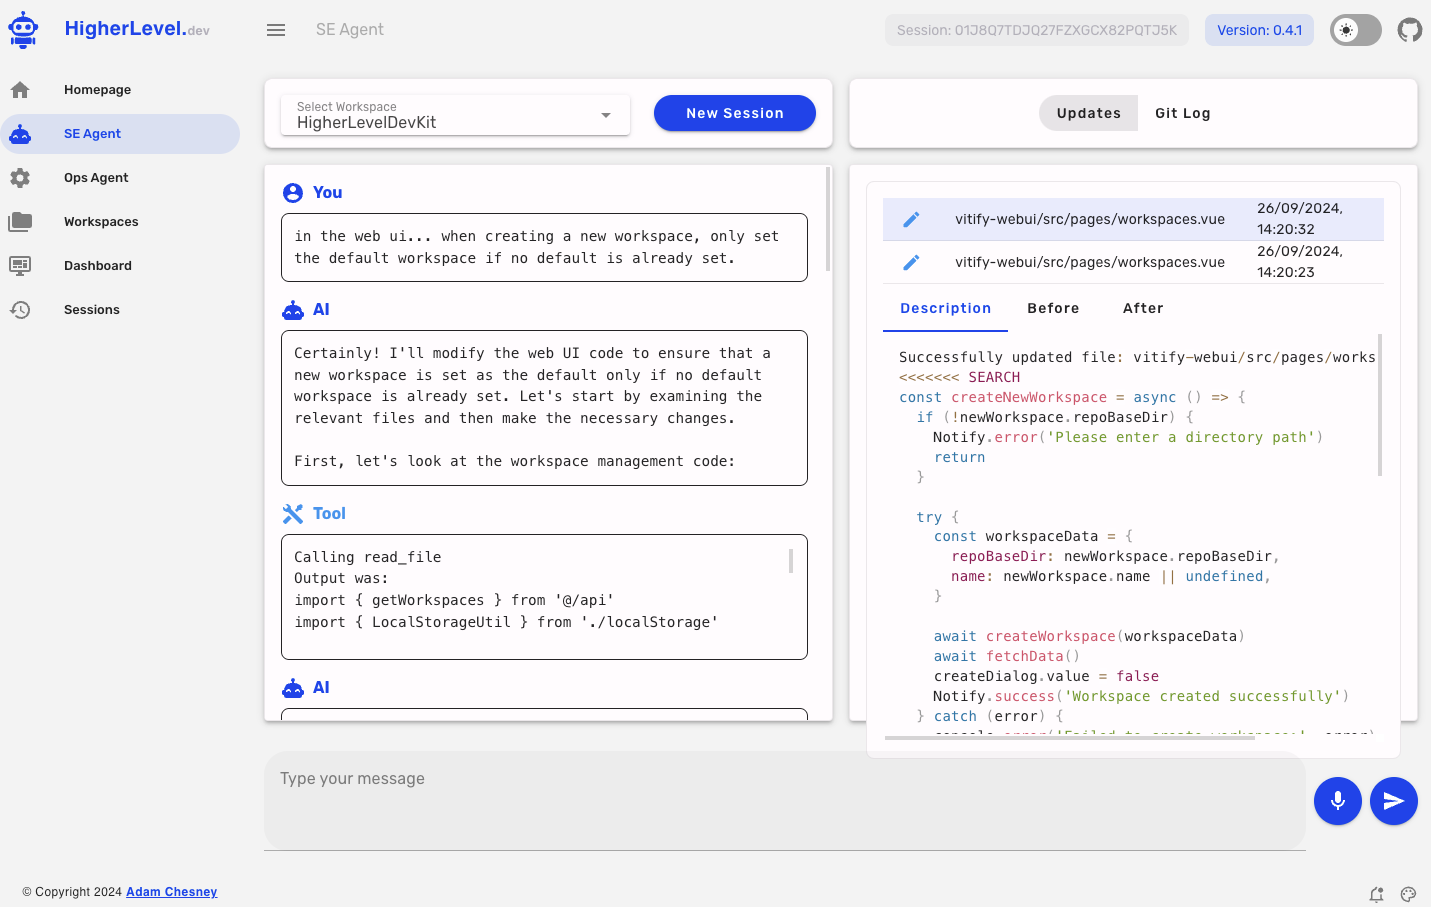 HigherLevel.dev
SE Agent
Session: 01J8Q7TDJQ27FZXGCX82PQTJ5K
Version: 0.4.1
Homepage
SE Agent
Ops Agent
Workspaces
Dashboard
Sessions
Select Workspace
HigherLevelDevKit
New Session
Updates
Git Log
You
in the web ui... when creating a new workspace, only set
the default workspace if no default is already set.
AI
Certainly! I'll modify the web UI code to ensure that a
new workspace is set as the default only if no default
workspace is already set. Let's start by examining the
relevant files and then make the necessary changes.
First, let's look at the workspace management code:
Tool
Calling read_file
Output was:
import { getWorkspaces } from '@/api'
import { LocalStorageUtil } from './localStorage'
AI
vitify-webui/src/pages/workspaces.vue
26/09/2024,
14:20:32
vitify-webui/src/pages/workspaces.vue
26/09/2024,
14:20:23
Description
Before
After
Successfully updated file: vitify-webui/src/pages/works
<<<<<<< SEARCH
const createNewWorkspace = async () => {
if (!newWorkspace.repoBaseDir) {
Notify.error('Please enter a directory path')
return
}
try {
const workspaceData = {
repoBaseDir: newWorkspace.repoBaseDir,
name: newWorkspace.name || undefined,
}
await createWorkspace(workspaceData)
await fetchData()
createDialog.value = false
Notify.success('Workspace created successfully')
} catch (error) {
console.error('Failed to create workspace:', error)
Type your message
© Copyright 2024 Adam Chesney